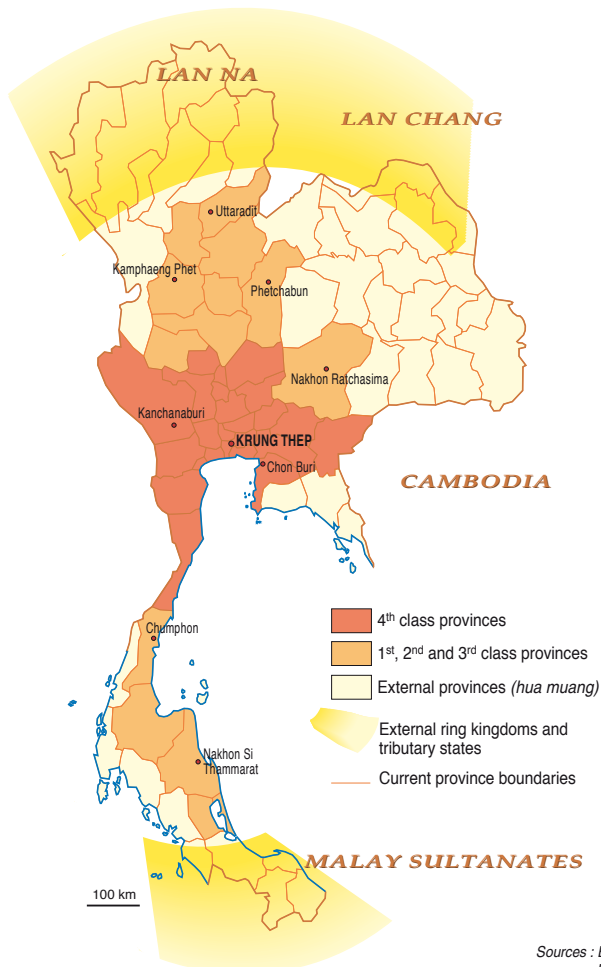 LAN NA
LAN CHANG
Uttaradit
Kamphaeng Phet
Phetchabun
Nakhon Ratchasima
Kanchanaburi
KRUNG THEP
Chon Buri
CAMBODIA
4th class provinces
Chumphon
1st, 2nd and 3rd class provinces
External provinces (hua muang)
External ring kingdoms and
tributary states
Nakhon Si
Thammarat
Current province boundaries
MALAY SULTANATES
100 km
Sources :